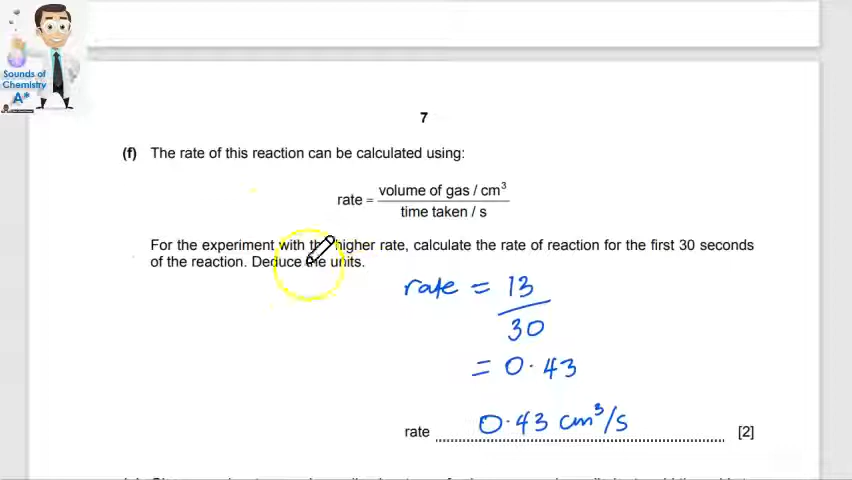 Sounds of
Chemistry
A*
7
(f) The rate of this reaction can be calculated using:
rate = volume of gas / cm³
time taken / s
For the experiment with the higher rate, calculate the rate of reaction for the first 30 seconds
of the reaction. Deduce the units.
rate = 13
30
= 0.43
rate 0.43 cm³/s [2]